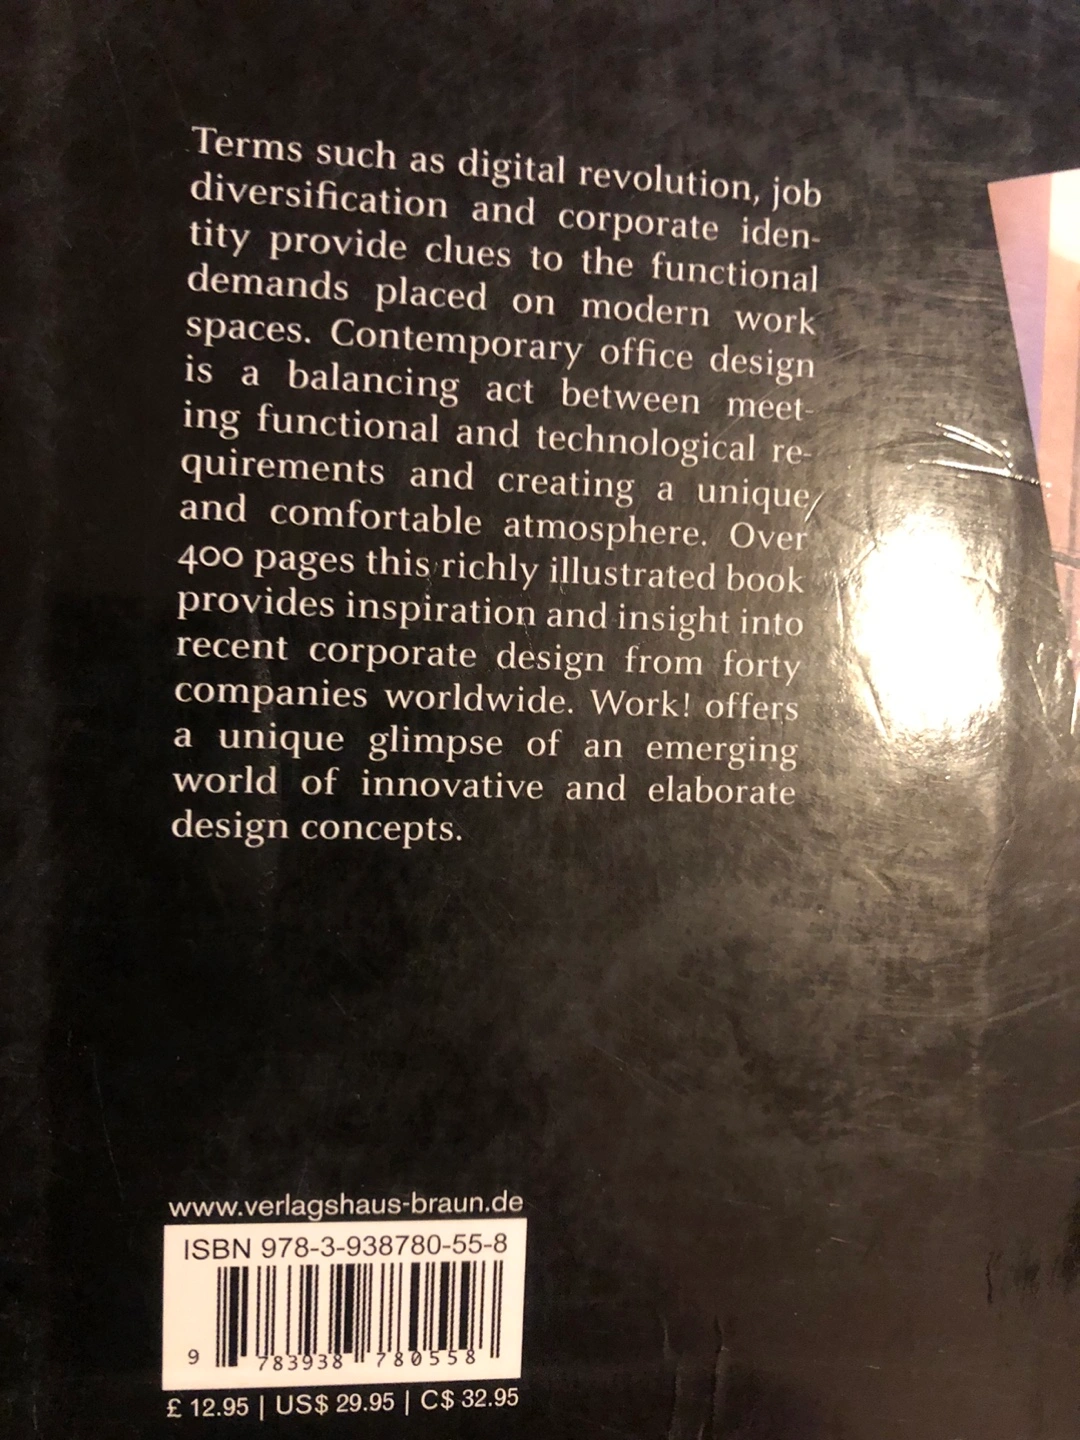 Terms such as digital revolution, job
diversification and corporate iden-
tity provide clues to the functional
demands placed on modern work
spaces. Contemporary office design
is a balancing act between meet-
ing functional and technological re-
quirements and creating a unique
and comfortable atmosphere. Over
400 pages this richly illustrated book
provides inspiration and insight into
recent corporate design from forty
companies worldwide. Work! offers
a unique glimpse of an emerging
world of innovative and elaborate
design concepts.
www.verlagshaus-braun.de
ISBN 978-3-938780-55-8
9 783938 780558
£ 12.95 | US$ 29.95 | C$ 32.95